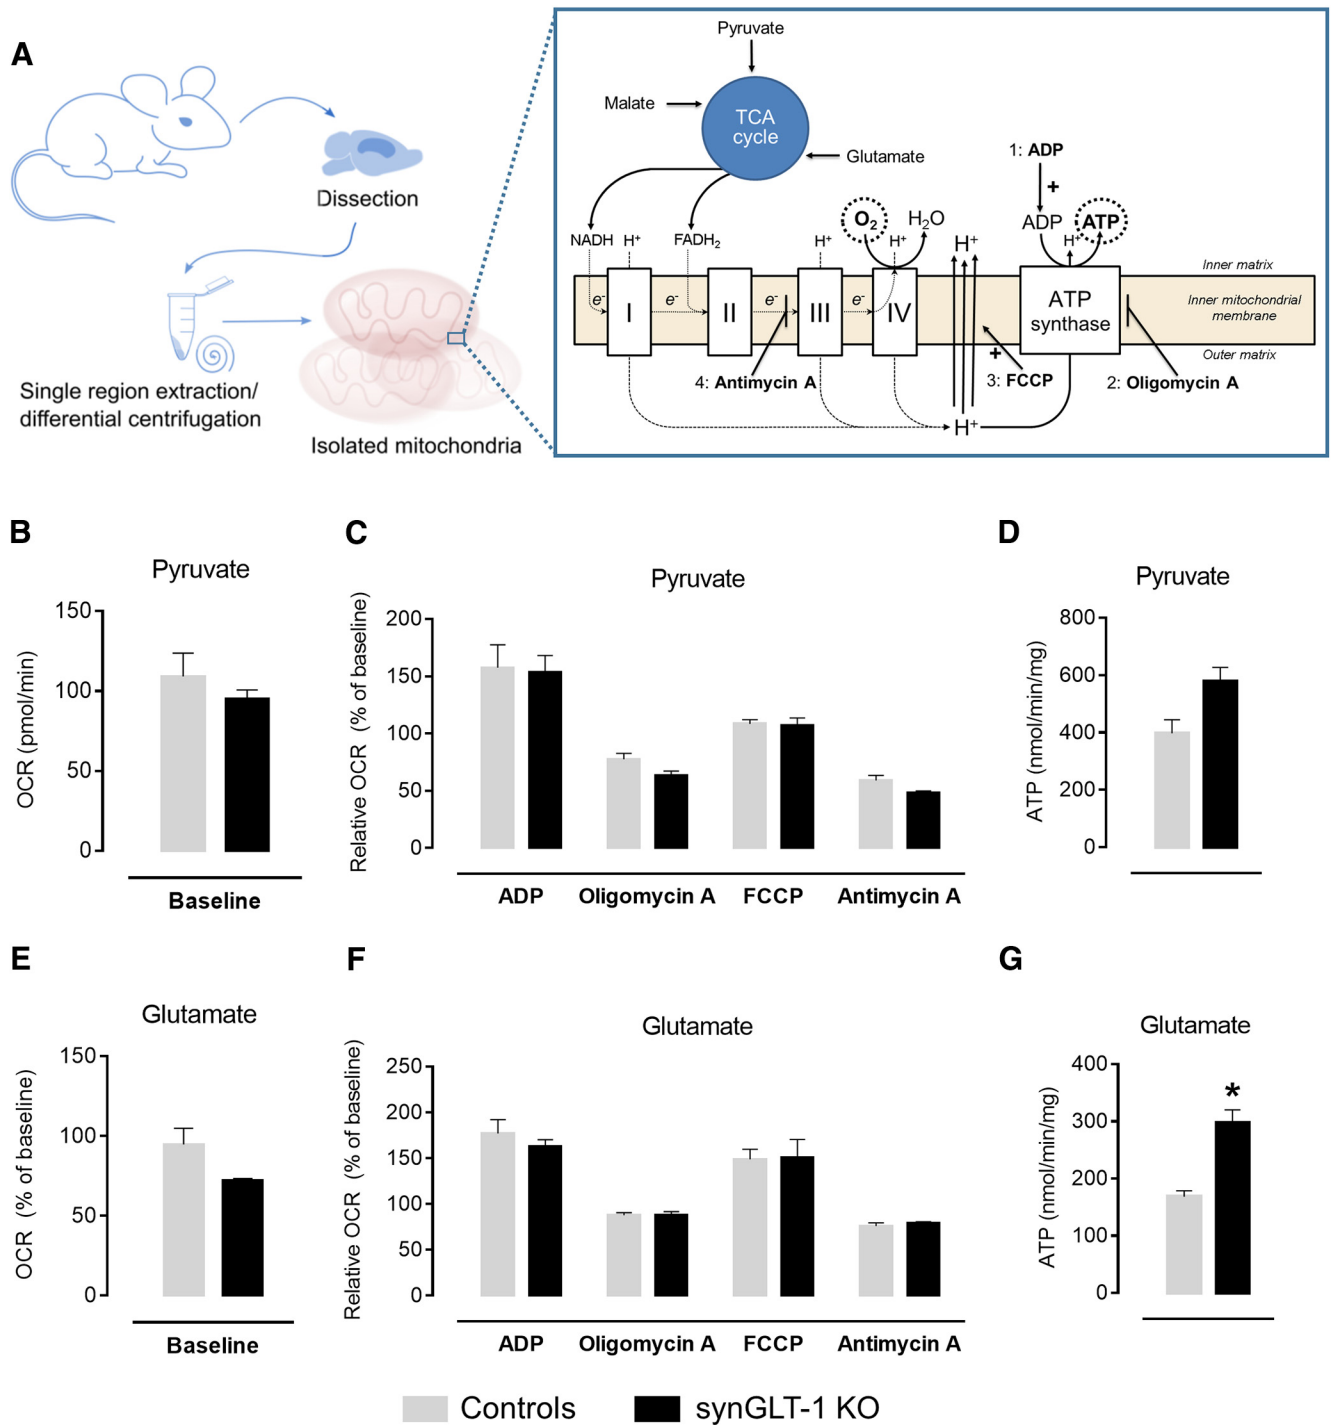 A
Dissection
Single region extraction/
differential centrifugation
Isolated mitochondria
Pyruvate
Malate
TCA
cycle
Glutamate
1: ADP
+
NADH
H⁺
FADH₂
H⁺
O₂
H⁺
H₂O
H⁺
ADP
H⁺
ATP
Inner matrix
e⁻
I
e⁻
II
e⁻
III
e⁻
IV
ATP
synthase
Inner mitochondrial
membrane
Outer matrix
4: Antimycin A
+
3: FCCP
2: Oligomycin A
H⁺
B
Pyruvate
OCR (pmol/min)
150
100
50
0
Baseline
C
Pyruvate
Relative OCR (% of baseline)
200
150
100
50
0
ADP
Oligomycin A
FCCP
Antimycin A
D
Pyruvate
ATP (nmol/min/mg)
800
600
400
200
0
E
Glutamate
OCR (% of baseline)
150
100
50
0
Baseline
F
Glutamate
Relative OCR (% of baseline)
250
200
150
100
50
0
ADP
Oligomycin A
FCCP
Antimycin A
G
Glutamate
ATP (nmol/min/mg)
400
300
200
100
0
*
Controls
synGLT-1 KO